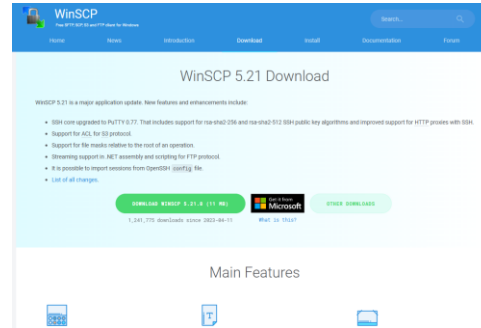 WinSCP
Free SFTP SCP S3 and FTP client for Windows
Search...
Home News Introduction Download Install Documentation Forum
WinSCP 5.21 Download
WinSCP 5.21 is a major application update. New features and enhancements include:
SSH core upgraded to PuTTY 0.77. That includes support for rsa-sha2-256 and rsa-sha2-512 SSH public key algorithms and improved support for HTTP proxies with SSH.
Support for ACL for S3 protocol.
Support for file masks relative to the root of an operation.
Streaming support in .NET assembly and scripting for FTP protocol.
It is possible to import sessions from OpenSSH config file.
List of all changes.
DOWNLOAD WINSCP 5.21.8 (11 MB)
Get it from
Microsoft
OTHER DOWNLOADS
1,241,775 downloads since
What is this?
Main Features
T